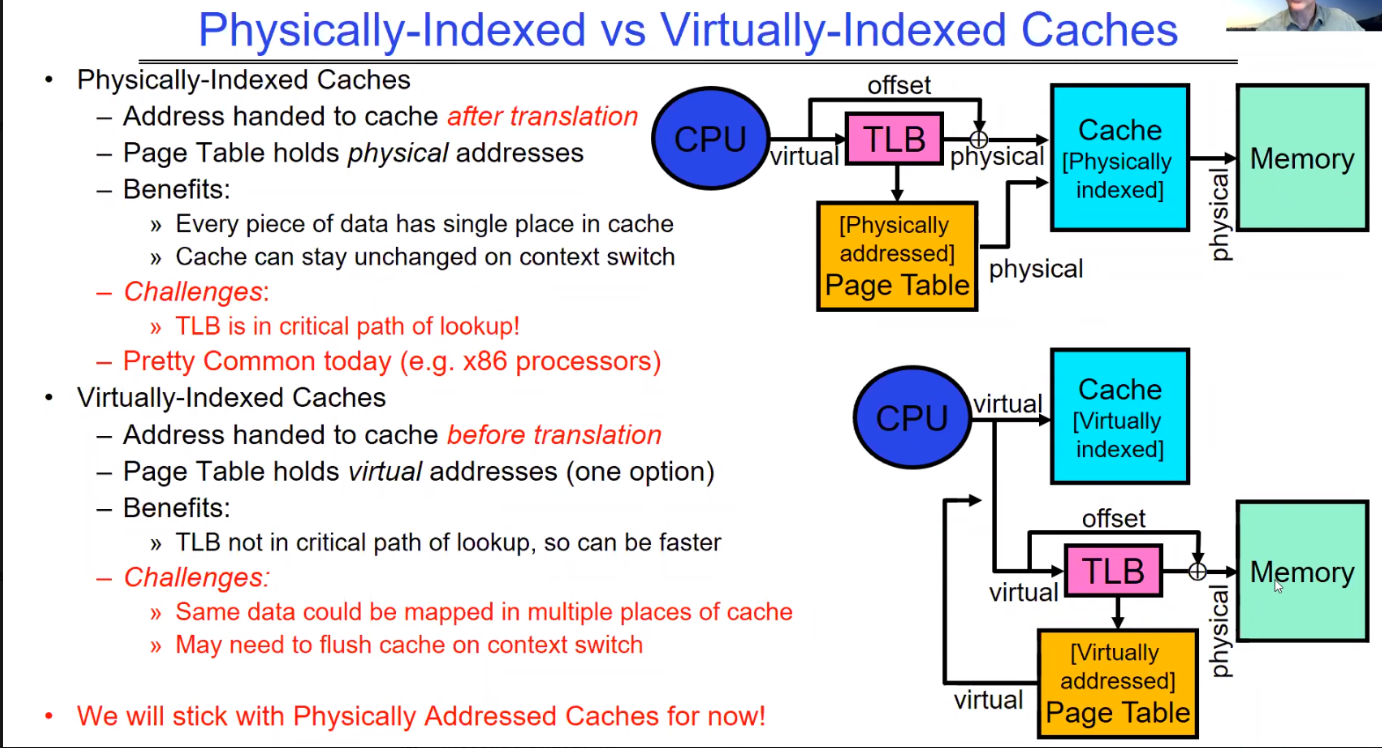 Physically-Indexed vs Virtually-Indexed Caches
• Physically-Indexed Caches
– Address handed to cache after translation
– Page Table holds physical addresses
– Benefits:
» Every piece of data has single place in cache
» Cache can stay unchanged on context switch
– Challenges:
» TLB is in critical path of lookup!
– Pretty Common today (e.g. x86 processors)
• Virtually-Indexed Caches
– Address handed to cache before translation
– Page Table holds virtual addresses (one option)
– Benefits:
» TLB not in critical path of lookup, so can be faster
– Challenges:
» Same data could be mapped in multiple places of cache
» May need to flush cache on context switch
• We will stick with Physically Addressed Caches for now!
offset
CPU
virtual
TLB
physical
Cache
[Physically
indexed]
physical
Memory
[Physically
addressed]
Page Table
physical
CPU
virtual
Cache
[Virtually
indexed]
offset
virtual
TLB
physical
Memory
[Virtually
addressed]
Page Table
virtual